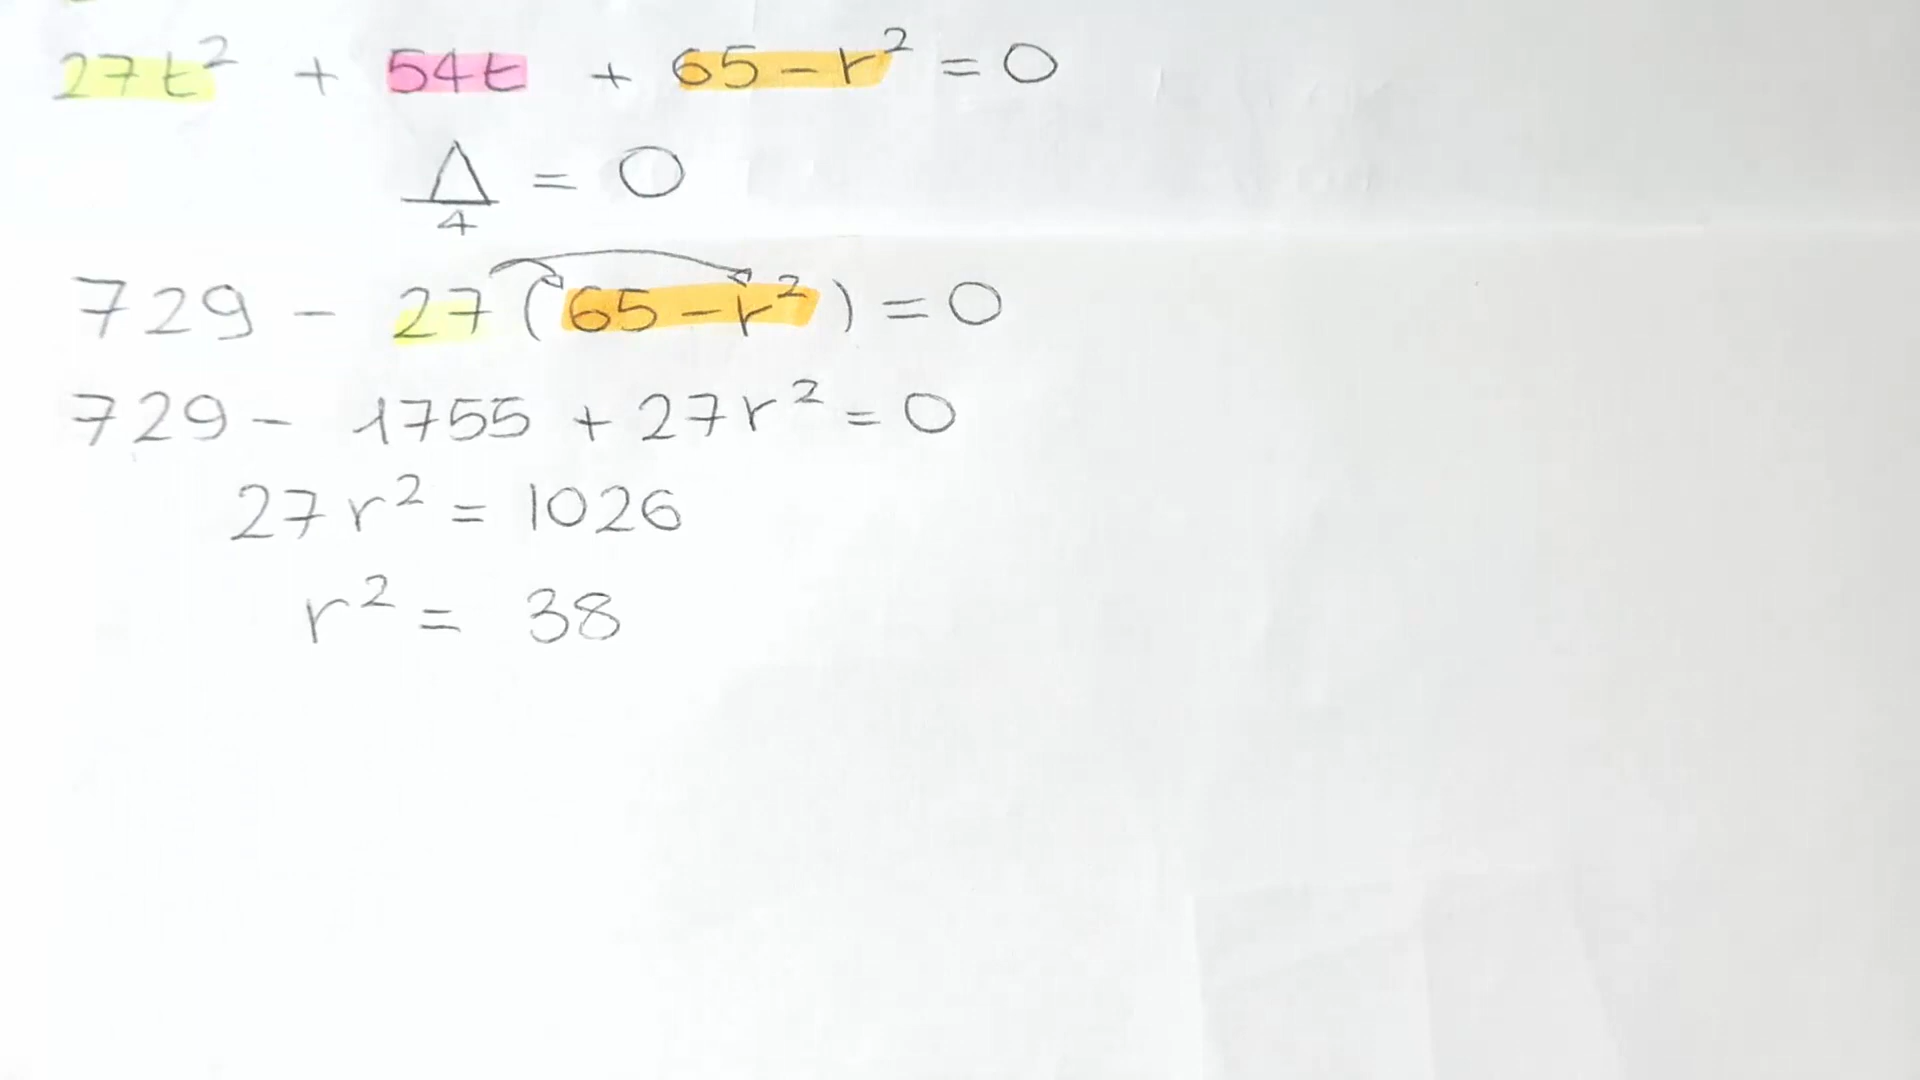 27t² + 54t + 65 - r² = 0
Δ/4 = 0
729 - 27 (65 - r²) = 0
729 - 1755 + 27r² = 0
27r² = 1026
r² = 38